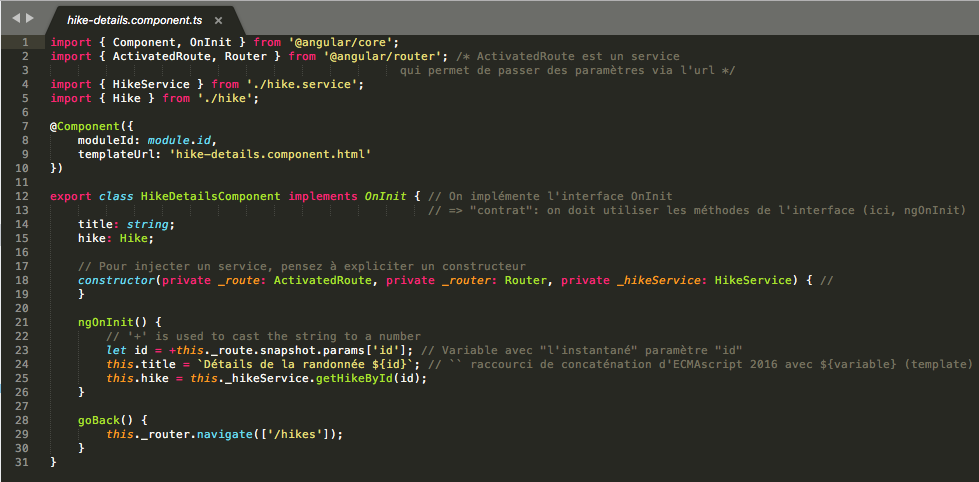 hike-details.component.ts ×
1 import { Component, OnInit } from '@angular/core';
2 import { ActivatedRoute, Router } from '@angular/router'; /* ActivatedRoute est un service
3 qui permet de passer des paramètres via l'url */
4 import { HikeService } from './hike.service';
5 import { Hike } from './hike';
6
7 @Component({
8 moduleId: module.id,
9 templateUrl: 'hike-details.component.html'
10 })
11
12 export class HikeDetailsComponent implements OnInit { // On implémente l'interface OnInit
13 // => "contrat": on doit utiliser les méthodes de l'interface (ici, ngOnInit)
14 title: string;
15 hike: Hike;
16
17 // Pour injecter un service, pensez à expliciter un constructeur
18 constructor(private _route: ActivatedRoute, private _router: Router, private _hikeService: HikeService) { //
19 }
20
21 ngOnInit() {
22 // '+' is used to cast the string to a number
23 let id = +this._route.snapshot.params['id']; // Variable avec "l'instantané" paramètre "id"
24 this.title = `Détails de la randonnée ${id}`; // `` raccourci de concaténation d'ECMAscript 2016 avec ${variable} (template)
25 this.hike = this._hikeService.getHikeById(id);
26 }
27
28 goBack() {
29 this._router.navigate(['/hikes']);
30 }
31 }